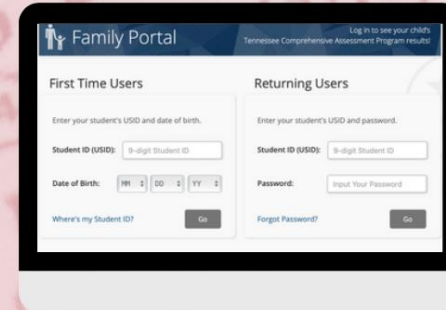 Family Portal
Log in to see your child's
Tennessee Comprehensive Assessment Program results!
First Time Users
Enter your student's USID and date of birth.
Student ID (USID): 9-digit Student ID
Date of Birth: MM DD YY
Where's my Student ID?
Go
Returning Users
Enter your student's USID and password.
Student ID (USID): 9-digit Student ID
Password: Input Your Password
Forgot Password?
Go